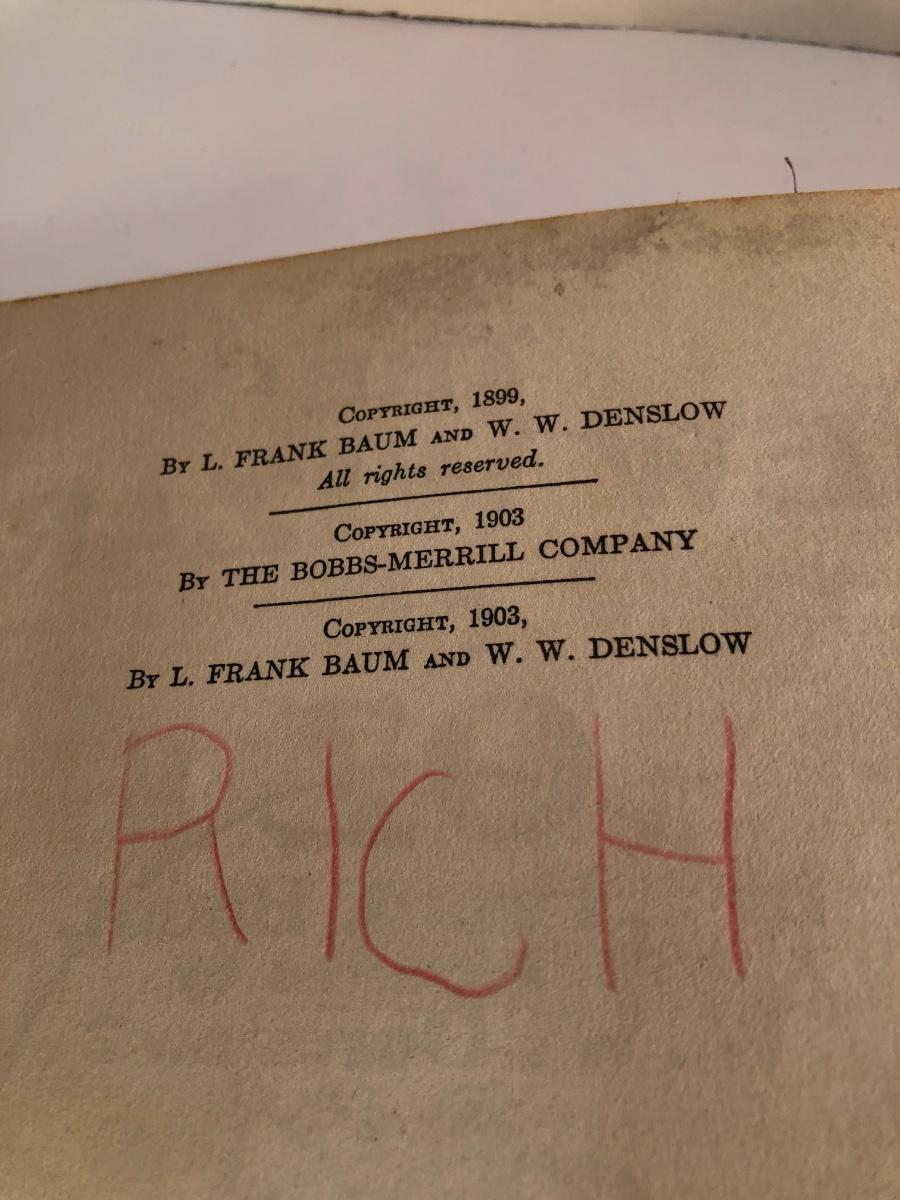 COPYRIGHT, 1899,
BY L. FRANK BAUM AND W. W. DENSLOW
All rights reserved.
COPYRIGHT, 1903
BY THE BOBBS-MERRILL COMPANY
COPYRIGHT, 1903,
BY L. FRANK BAUM AND W. W. DENSLOW
RICH